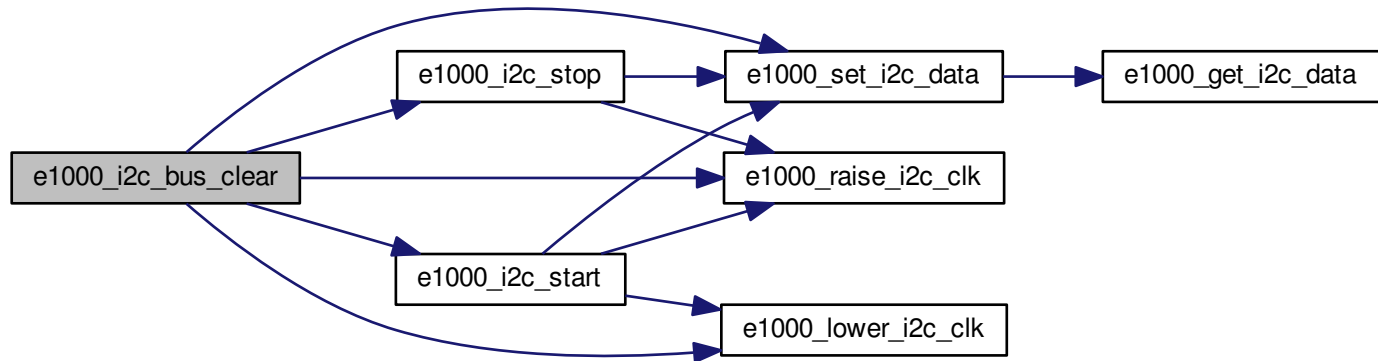 e1000_i2c_bus_clear
e1000_i2c_stop
e1000_i2c_start
e1000_set_i2c_data
e1000_raise_i2c_clk
e1000_lower_i2c_clk
e1000_get_i2c_data